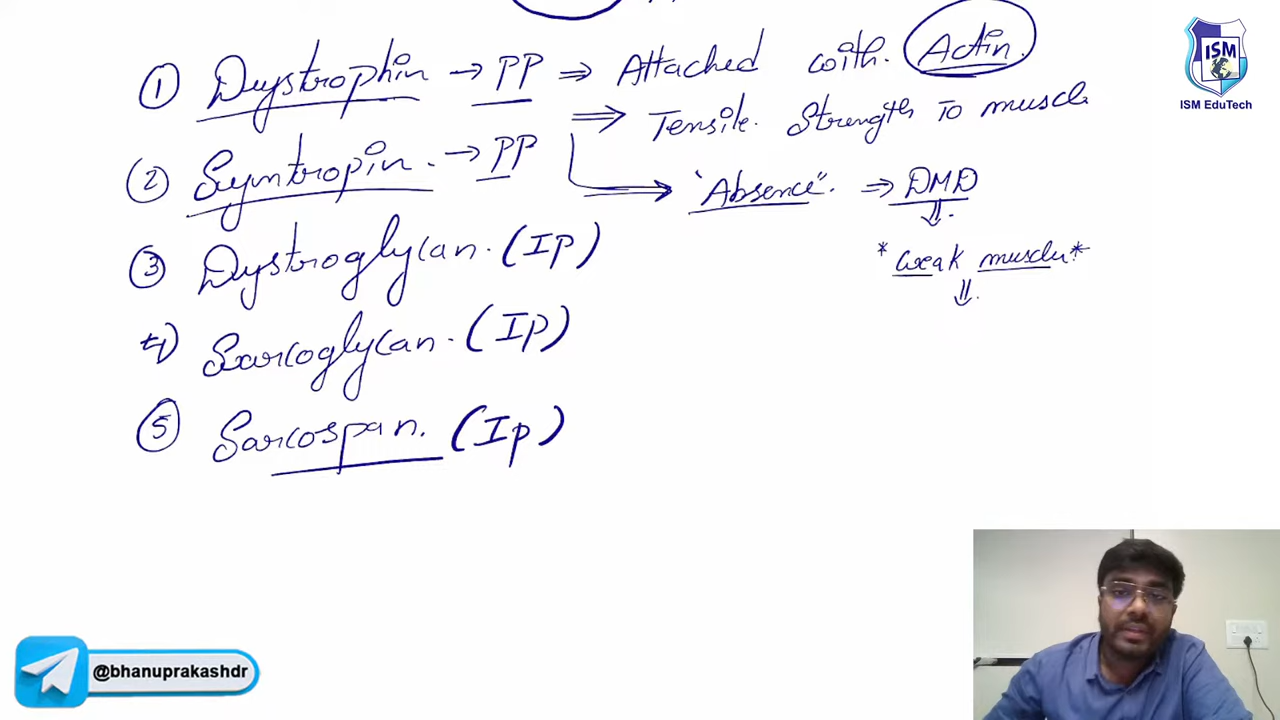 ① Dystrophin → PP ⇒ Attached with. Actin.
⇒ Tensile. Strength To muscle
② Syntropin. → PP
"Absence". ⇒ DMD
③ Dystroglycan. (Ip)
*weak muscle*
4) Sarcoglycan. (Ip)
⑤ Sarcospan. (Ip)
ISM
ISM EduTech
@bhanuprakashdr